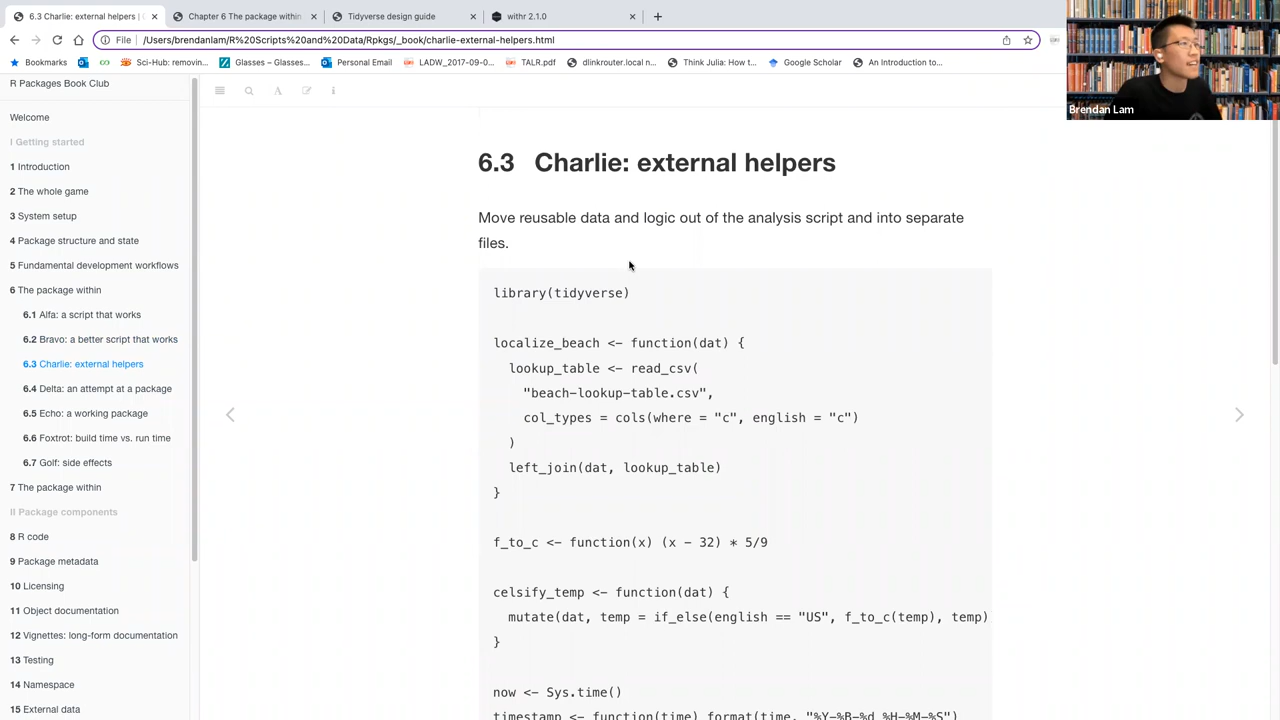 6.3 Charlie: external helpers | (
Chapter 6 The package within
Tidyverse design guide
withr 2.1.0
File
/Users/brendanlam/R%20Scripts%20and%20Data/Rpkgs/_book/charlie-external-helpers.html
Bookmarks
Sci-Hub: removin...
Glasses – Glasses...
Personal Email
LADW_2017-09-0...
TALR.pdf
dlinkrouter.local n...
Think Julia: How t...
Google Scholar
An Introduction to...
Brendan Lam
R Packages Book Club
Welcome
I Getting started
1 Introduction
2 The whole game
3 System setup
4 Package structure and state
5 Fundamental development workflows
6 The package within
6.1 Alfa: a script that works
6.2 Bravo: a better script that works
6.3 Charlie: external helpers
6.4 Delta: an attempt at a package
6.5 Echo: a working package
6.6 Foxtrot: build time vs. run time
6.7 Golf: side effects
7 The package within
II Package components
8 R code
9 Package metadata
10 Licensing
11 Object documentation
12 Vignettes: long-form documentation
13 Testing
14 Namespace
15 External data
6.3 Charlie: external helpers
Move reusable data and logic out of the analysis script and into separate
files.
library(tidyverse)
localize_beach <- function(dat) {
lookup_table <- read_csv(
"beach-lookup-table.csv",
col_types = cols(where = "c", english = "c")
)
left_join(dat, lookup_table)
}
f_to_c <- function(x) (x - 32) * 5/9
celsify_temp <- function(dat) {
mutate(dat, temp = if_else(english == "US", f_to_c(temp), temp)
}
now <- Sys.time()
timestamp <- function(time) format(time, "%Y-%B-%d_%H-%M-%S")